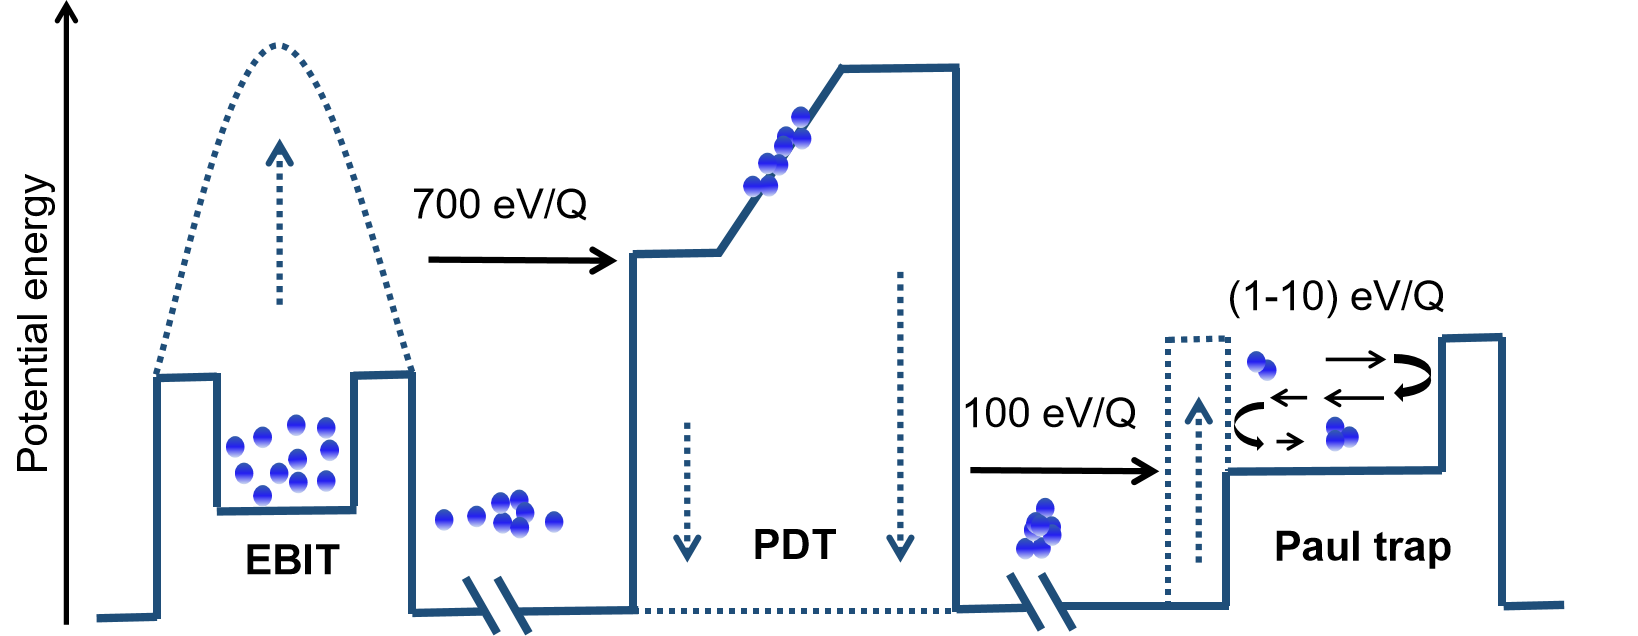 Potential energy
700 eV/Q
(1-10) eV/Q
100 eV/Q
EBIT
PDT
Paul trap